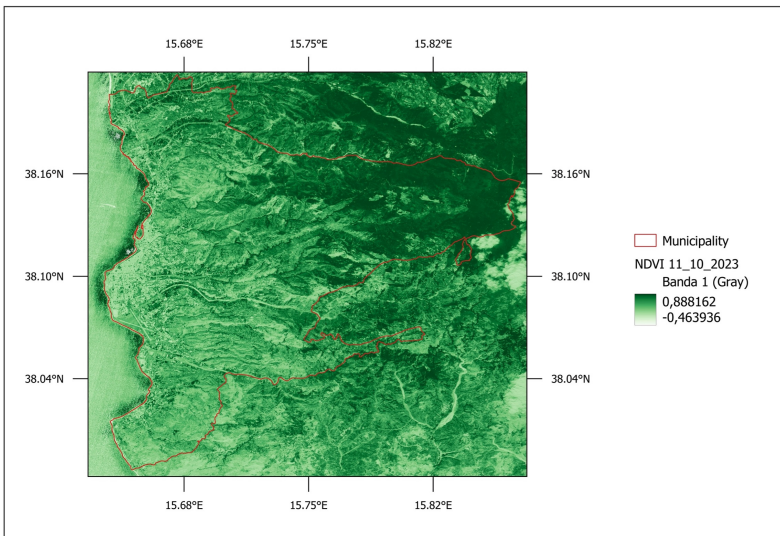 15.68°E 15.75°E 15.82°E
38.16°N 38.16°N
38.10°N 38.10°N
38.04°N 38.04°N
15.68°E 15.75°E 15.82°E
Municipality
NDVI 11_10_2023
Banda 1 (Gray)
0,888162
-0,463936